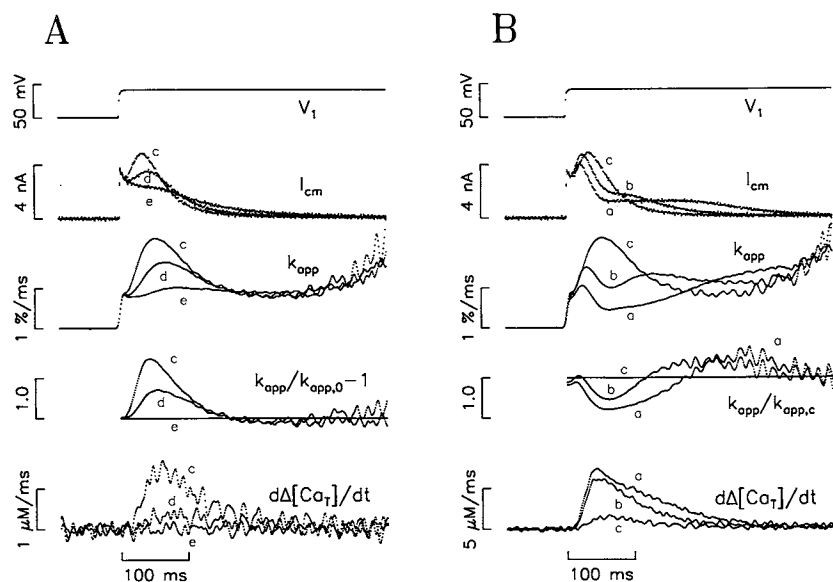 A
50 mV
V1
4 nA
c
d
e
Icm
1 %/ms
c
d
e
kapp
1.0
c
d
e
kapp/kapp,0−1
1 μM/ms
c
d
e
dΔ[CaT]/dt
100 ms
B
50 mV
V1
4 nA
c
b
a
Icm
1 %/ms
c
b
a
kapp
1.0
a
c
b
a
kapp/kapp,c
5 μM/ms
a
b
c
dΔ[CaT]/dt
100 ms